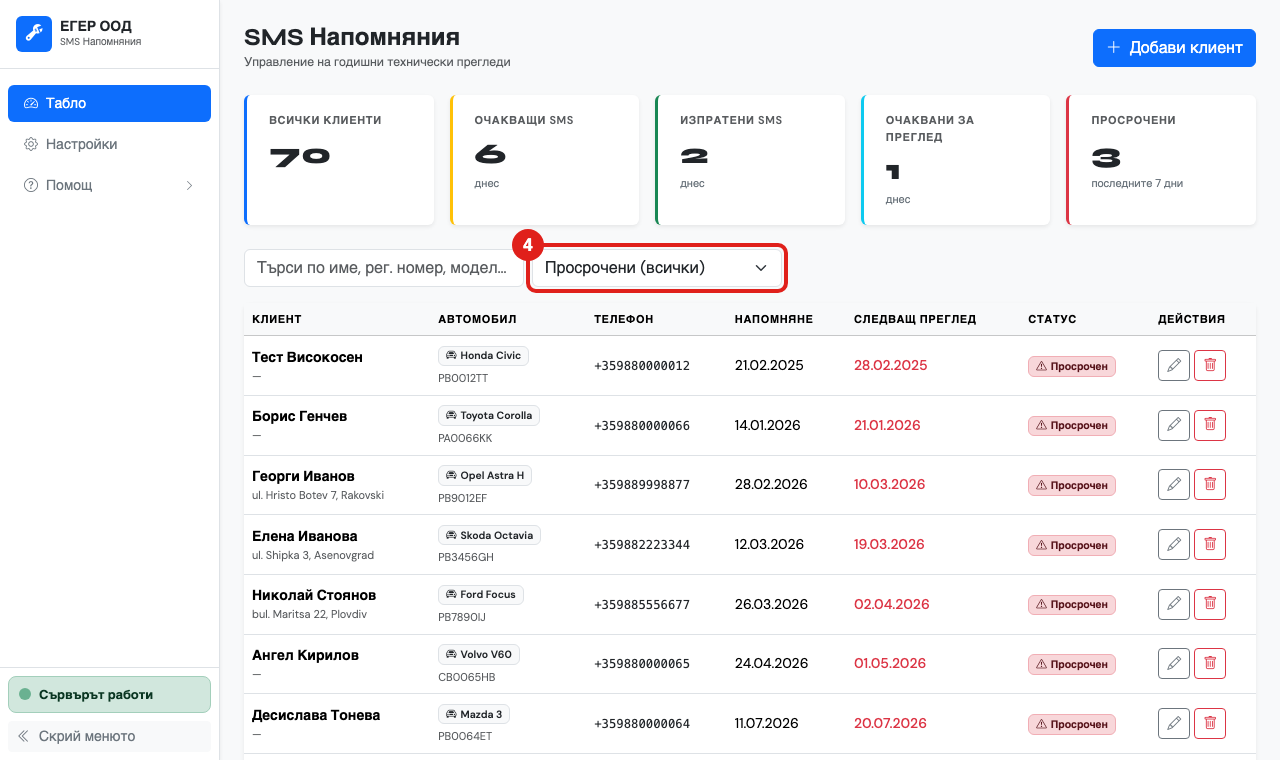 ЕГЕР ООД
SMS Напомняния
Табло
Настройки
Помощ
Сървърът работи
Скрий менюто
SMS Напомняния
Управление на годишни технически прегледи
Добави клиент
ВСИЧКИ КЛИЕНТИ
70
ОЧАКВАЩИ SMS
6
днес
ИЗПРАТЕНИ SMS
2
днес
ОЧАКВАНИ ЗА
ПРЕГЛЕД
1
днес
ПРОСРОЧЕНИ
3
последните 7 дни
4
Търси по име, рег. номер, модел...
Просрочени (всички)
КЛИЕНТ АВТОМОБИЛ ТЕЛЕФОН НАПОМНЯНЕ СЛЕДВАЩ ПРЕГЛЕД СТАТУС ДЕЙСТВИЯ
Тест Високосен Honda Civic +359880000012 21.02.2025 28.02.2025 Просрочен
— PB0012TT
Борис Генчев Toyota Corolla +359880000066 14.01.2026 21.01.2026 Просрочен
— PA0066KK
Георги Иванов Opel Astra H +359889998877 28.02.2026 10.03.2026 Просрочен
ul. Hristo Botev 7, Rakovski PB9012EF
Елена Иванова Skoda Octavia +359882223344 12.03.2026 19.03.2026 Просрочен
ul. Shipka 3, Asenovgrad PB3456GH
Николай Стоянов Ford Focus +359885556677 26.03.2026 02.04.2026 Просрочен
bul. Maritsa 22, Plovdiv PB7890IJ
Ангел Кирилов Volvo V60 +359880000065 24.04.2026 01.05.2026 Просрочен
— CB0065HB
Десислава Тонева Mazda 3 +359880000064 11.07.2026 20.07.2026 Просрочен
— PB0064ET